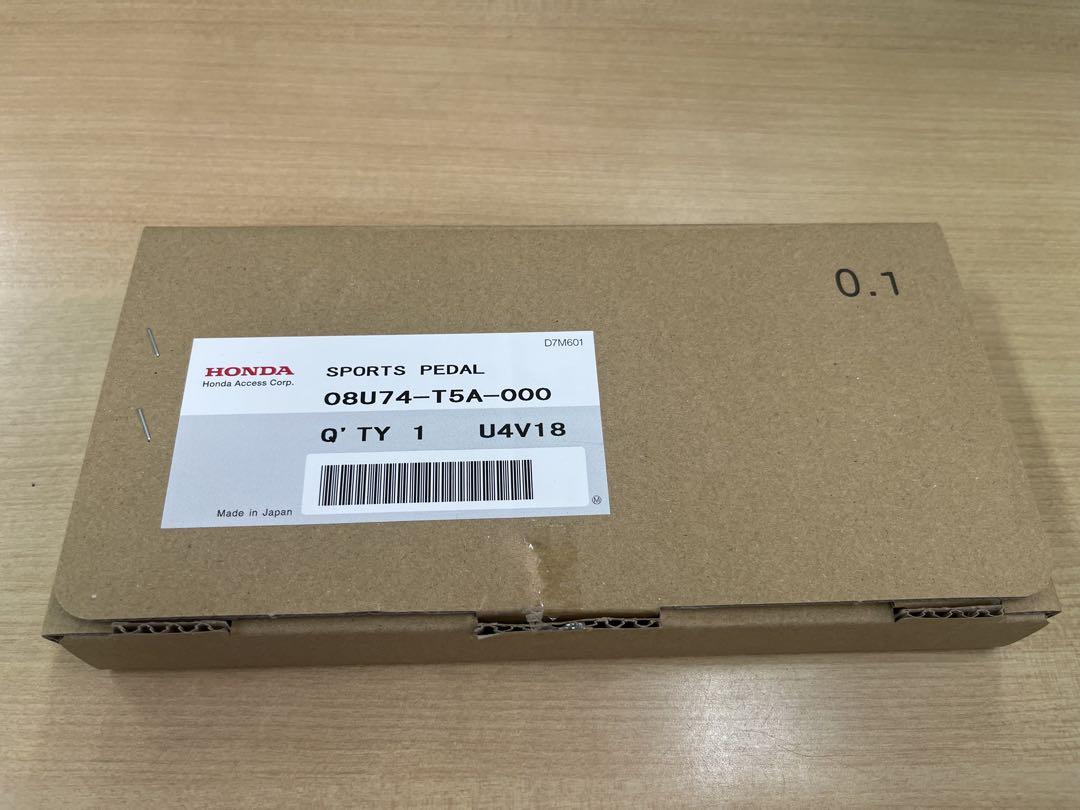 0.1
D7M601
HONDA
Honda Access Corp.
SPORTS PEDAL
08U74-T5A-000
Q'TY 1 U4V18
Made in Japan
M